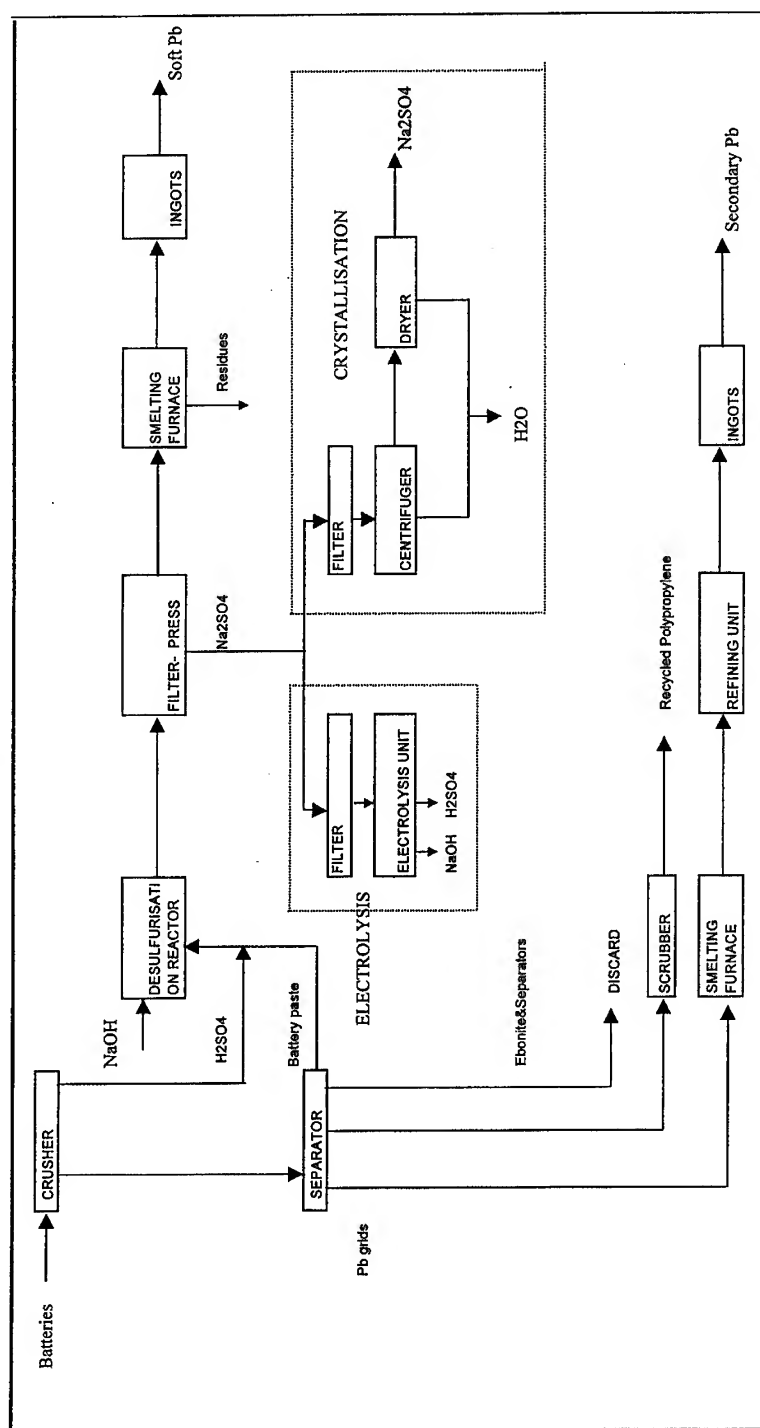 Batteries
CRUSHER
NaOH
H2SO4
DESULFURISATI
ON REACTOR
FILTER- PRESS
Na2SO4
SMELTING
FURNACE
Residues
INGOTS
Soft Pb
SEPARATOR
Battery paste
Pb grids
ELECTROLYSIS
FILTER
ELECTROLYSIS UNIT
NaOH
H2SO4
CRYSTALLISATION
FILTER
CENTRIFUGER
DRYER
Na2SO4
H2O
Ebonite&Separators
DISCARD
SCRUBBER
Recycled Polypropylene
SMELTING
FURNACE
REFINING UNIT
INGOTS
Secondary Pb